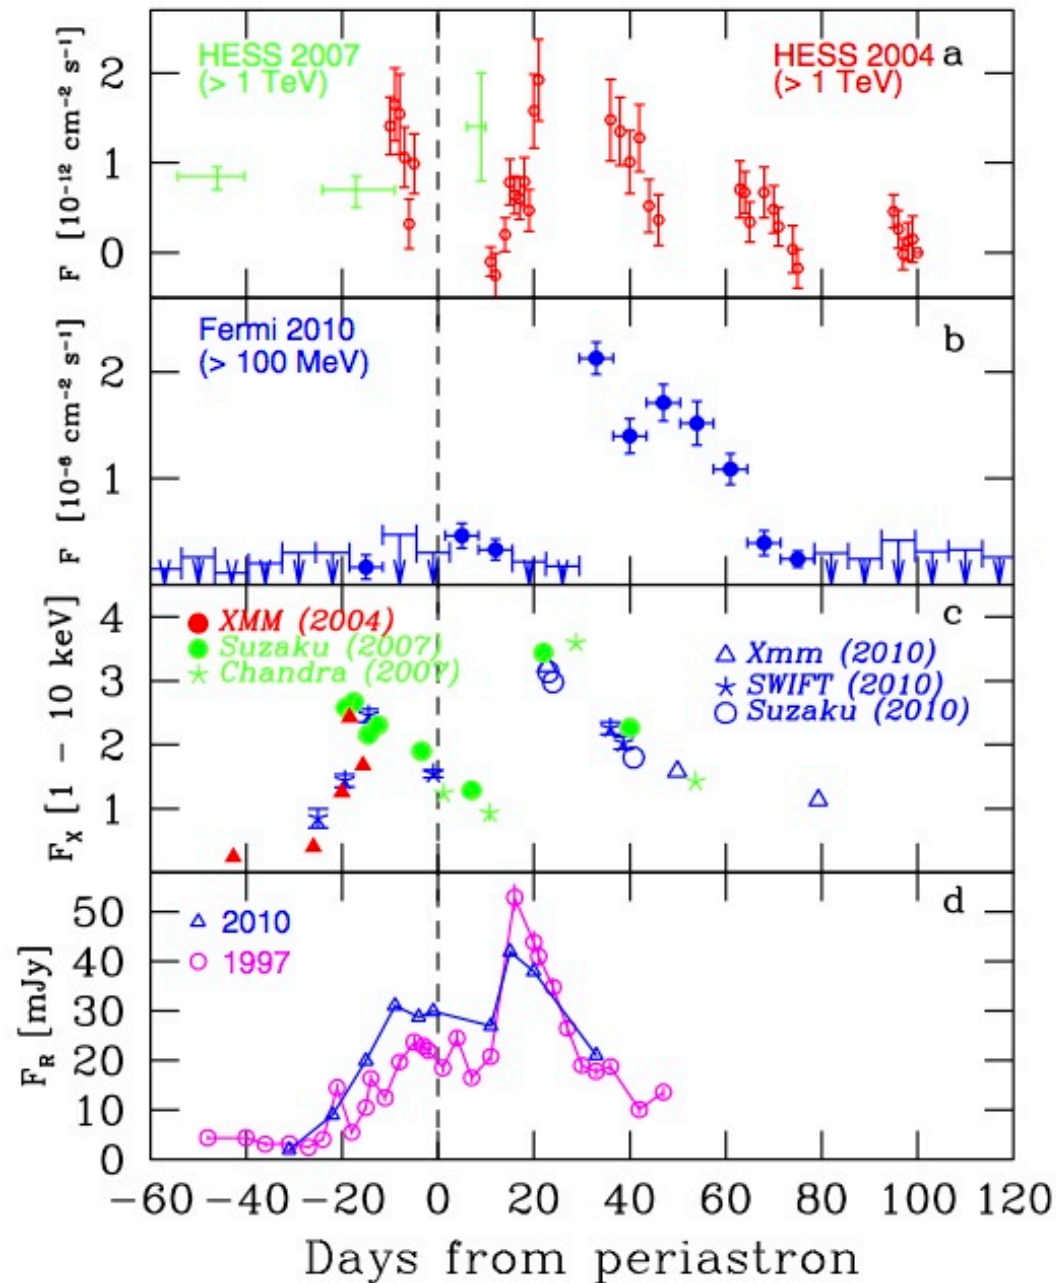 HESS 2007
(> 1 TeV)
HESS 2004
(> 1 TeV)
a
2
1
0
F [10⁻¹² cm⁻² s⁻¹]
Fermi 2010
(> 100 MeV)
b
2
1
F [10⁻⁶ cm⁻² s⁻¹]
XMM (2004)
Suzaku (2007)
Chandra (2007)
c
Xmm (2010)
SWIFT (2010)
Suzaku (2010)
4
3
2
1
F_X [1 - 10 keV]
2010
1997
d
50
40
30
20
10
0
F_R [mJy]
-60 -40 -20 0 20 40 60 80 100 120
Days from periastron